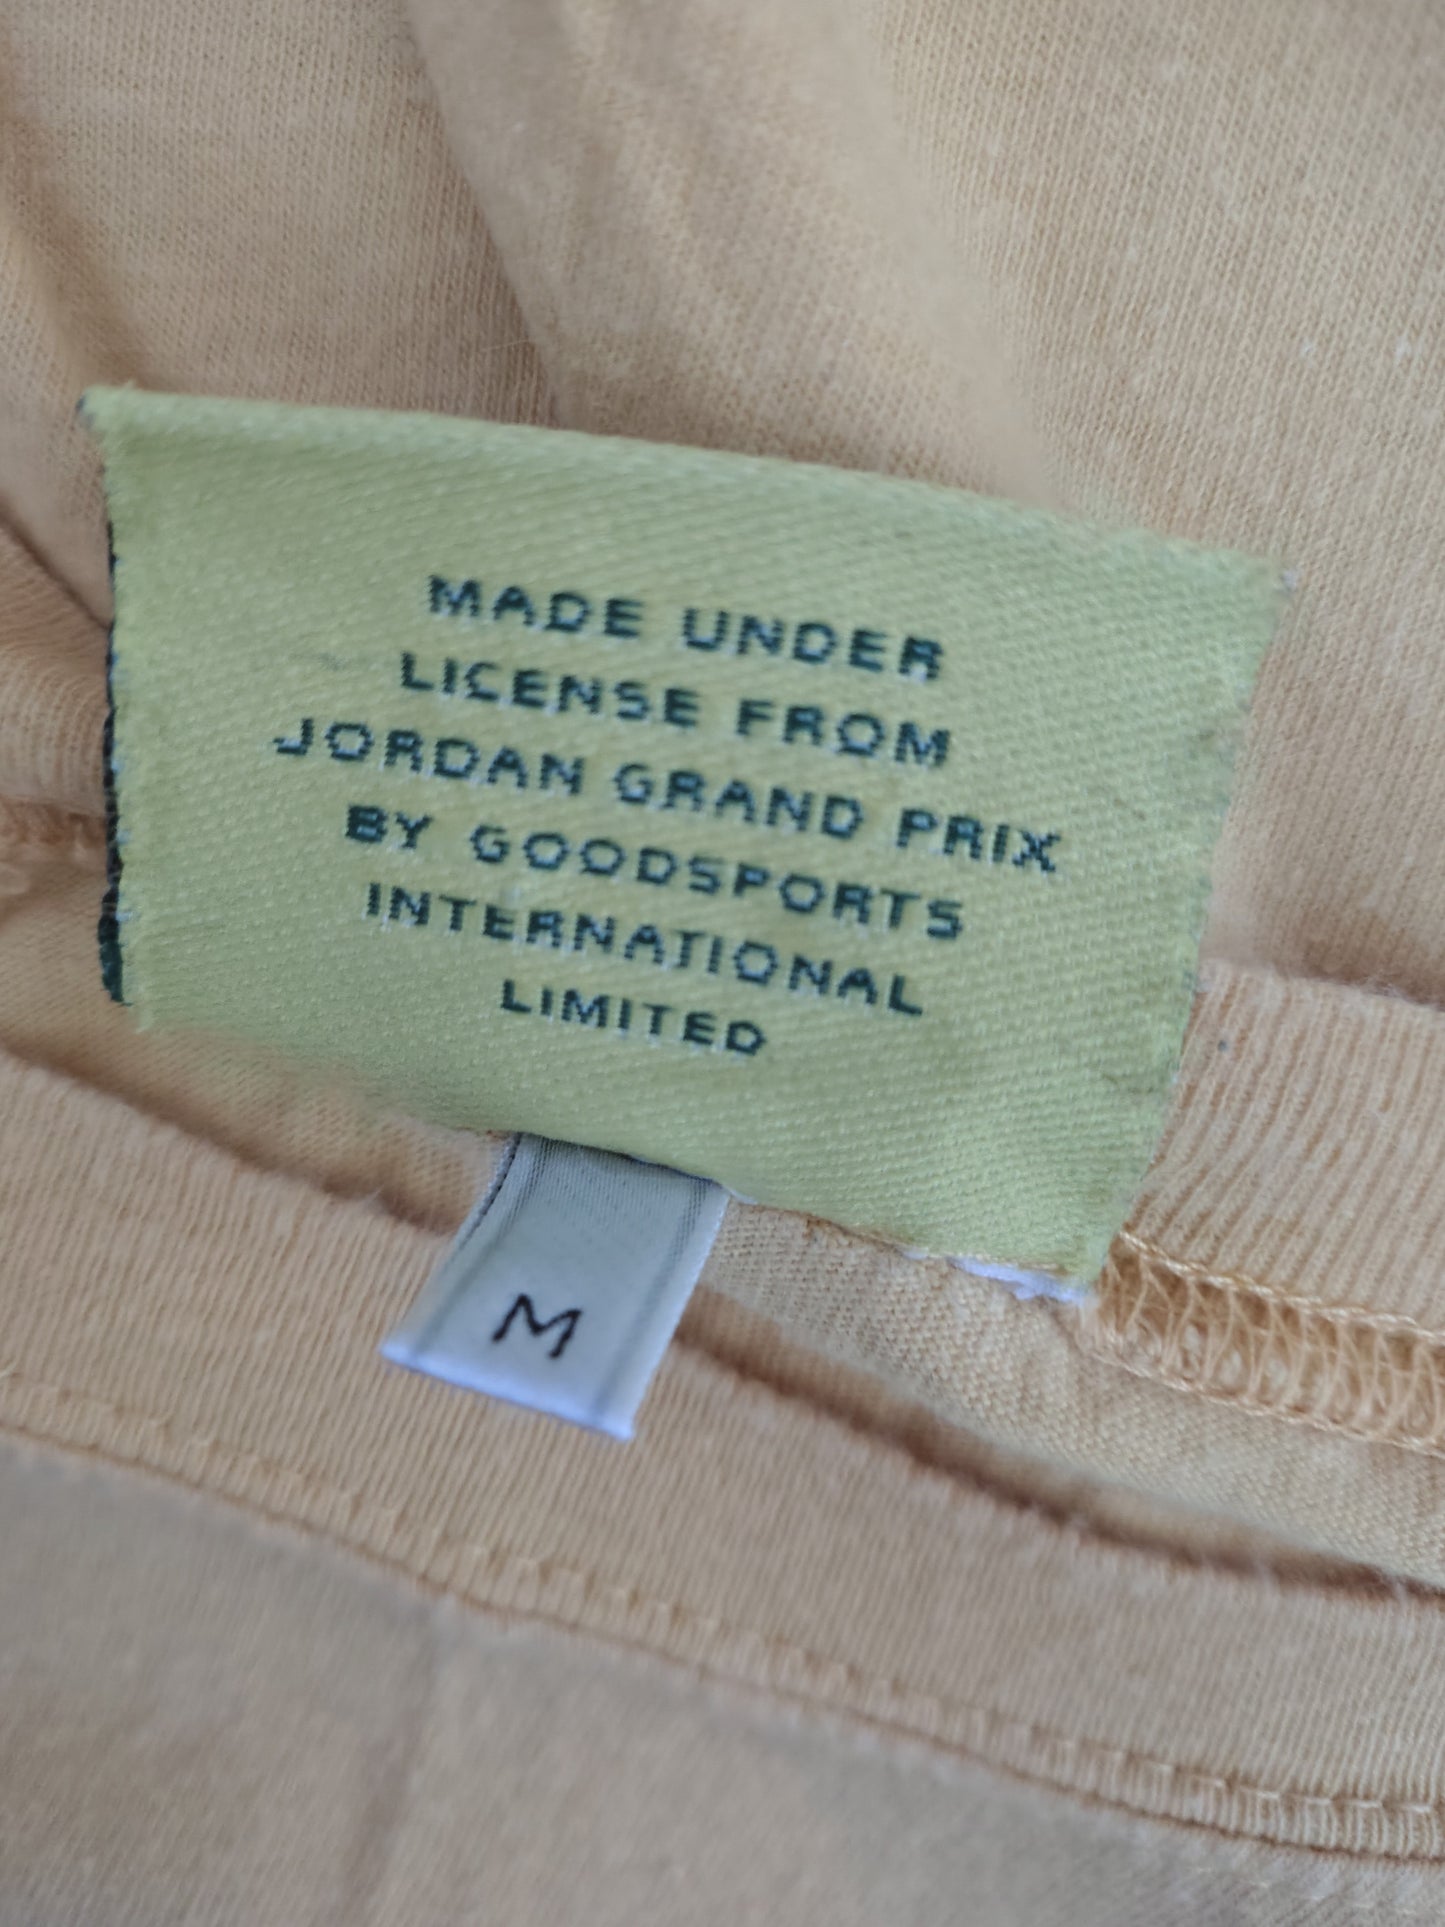 MADE UNDER
LICENSE FROM
JORDAN GRAND PRIX
BY GOODSPORTS
INTERNATIONAL
LIMITED
M